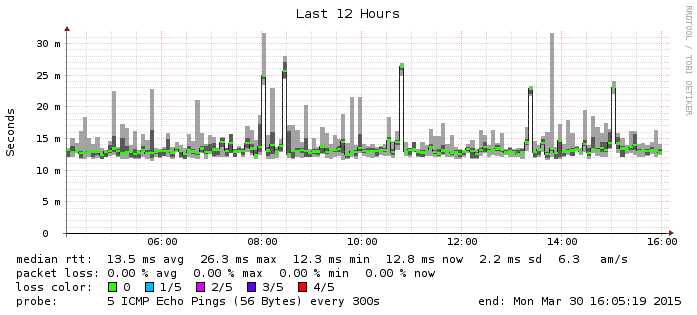 Last 12 Hours
RRDTOOL / TOBI OETIKER
Seconds
30 m
25 m
20 m
15 m
10 m
5 m
0
06:00 08:00 10:00 12:00 14:00 16:00
median rtt: 13.5 ms avg 26.3 ms max 12.3 ms min 12.8 ms now 2.2 ms sd 6.3 am/s
packet loss: 0.00 % avg 0.00 % max 0.00 % min 0.00 % now
loss color: 0 1/5 2/5 3/5 4/5
probe: 5 ICMP Echo Pings (56 Bytes) every 300s end: Mon Mar 30 16:05:19 2015